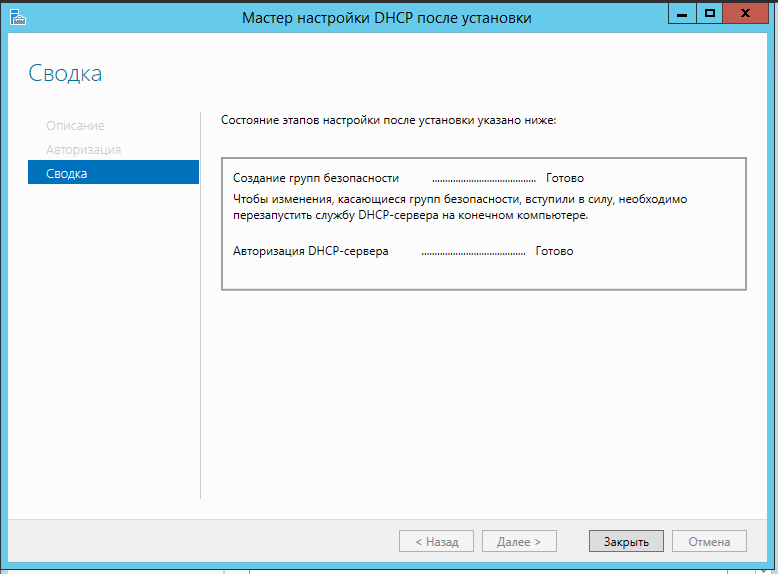 Мастер настройки DHCP после установки
Сводка
Описание
Авторизация
Сводка
Состояние этапов настройки после установки указано ниже:
Создание групп безопасности ........................................ Готово
Чтобы изменения, касающиеся групп безопасности, вступили в силу, необходимо
перезапустить службу DHCP-сервера на конечном компьютере.
Авторизация DHCP-сервера ........................................ Готово
< Назад
Далее >
Закрыть
Отмена